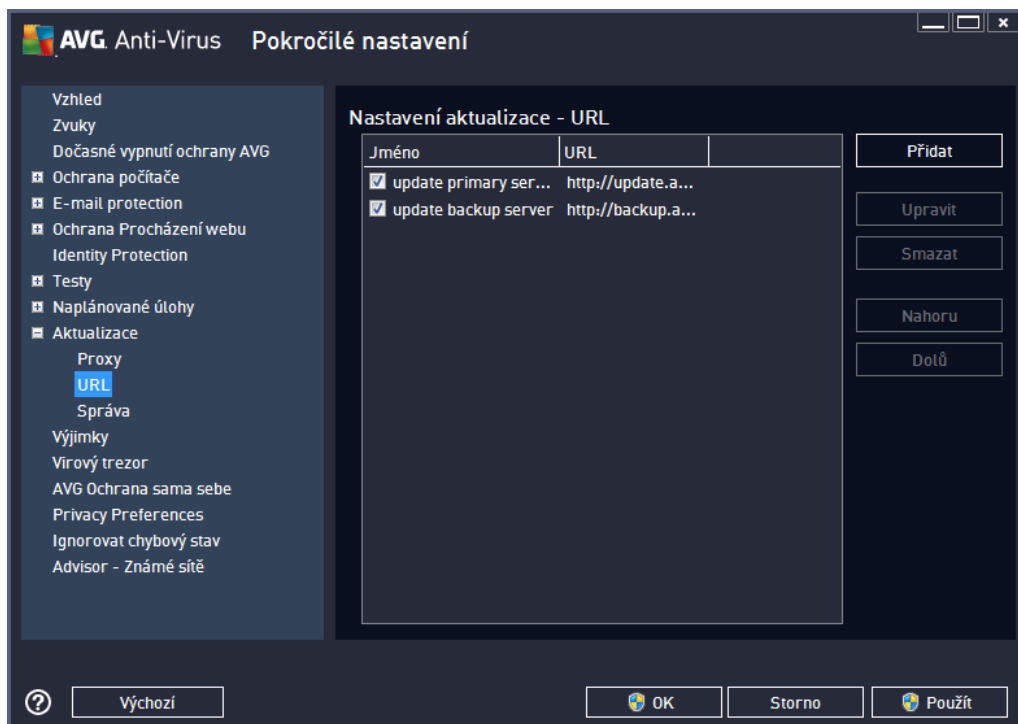 AVG. Anti-Virus Pokročilé nastavení
Vzhled
Zvuky
Dočasné vypnutí ochrany AVG
Ochrana počítače
E-mail protection
Ochrana Procházení webu
Identity Protection
Testy
Naplánované úlohy
Aktualizace
Proxy
URL
Správa
Výjimky
Virový trezor
AVG Ochrana sama sebe
Privacy Preferences
Ignorovat chybový stav
Advisor - Známé sítě
Nastavení aktualizace - URL
Jméno URL
update primary ser... http://update.a...
update backup server http://backup.a...
Přidat
Upravit
Smazat
Nahoru
Dolů
Výchozí OK Storno Použít